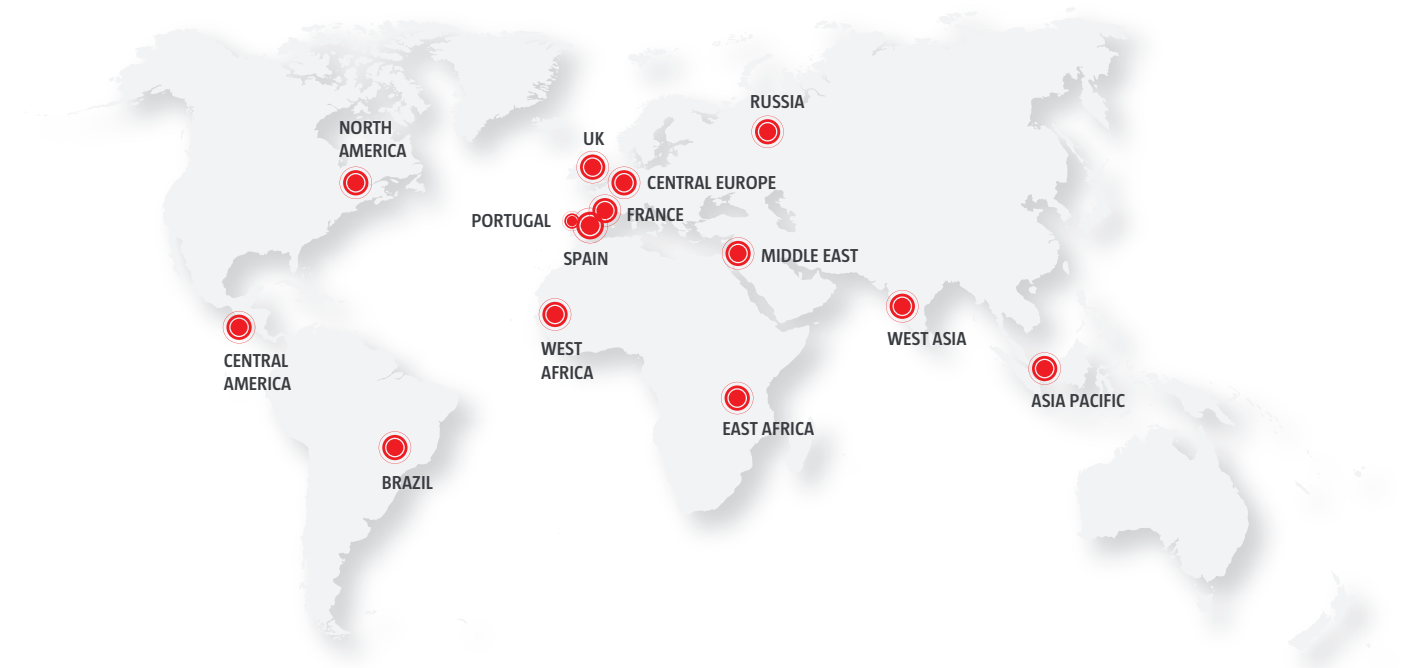 RUSSIA
NORTH
AMERICA
UK
CENTRAL EUROPE
PORTUGAL
FRANCE
SPAIN
MIDDLE EAST
WEST ASIA
WEST
AFRICA
CENTRAL
AMERICA
ASIA PACIFIC
EAST AFRICA
BRAZIL